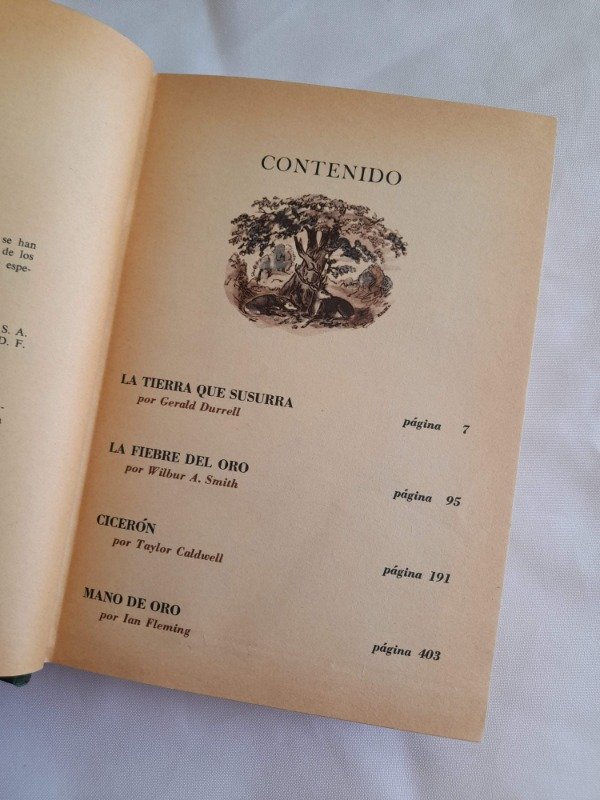 se han
de los
espe-
S. A.
D. F.
CONTENIDO
LA TIERRA QUE SUSURRA
por Gerald Durrell
página 7
LA FIEBRE DEL ORO
por Wilbur A. Smith
página 95
CICERÓN
por Taylor Caldwell
página 191
MANO DE ORO
por Ian Fleming
página 403